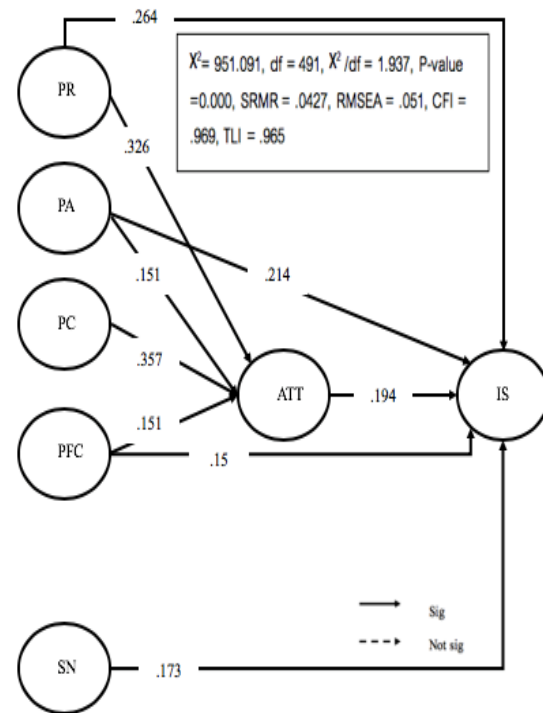 .264
PR
X²= 951.091, df = 491, X² /df = 1.937, P-value
=0.000, SRMR = .0427, RMSEA = .051, CFI =
.969, TLI = .965
.326
PA
.151
.214
PC
.357
ATT
.194
IS
.151
PFC
.15
Sig
Not sig
SN
.173